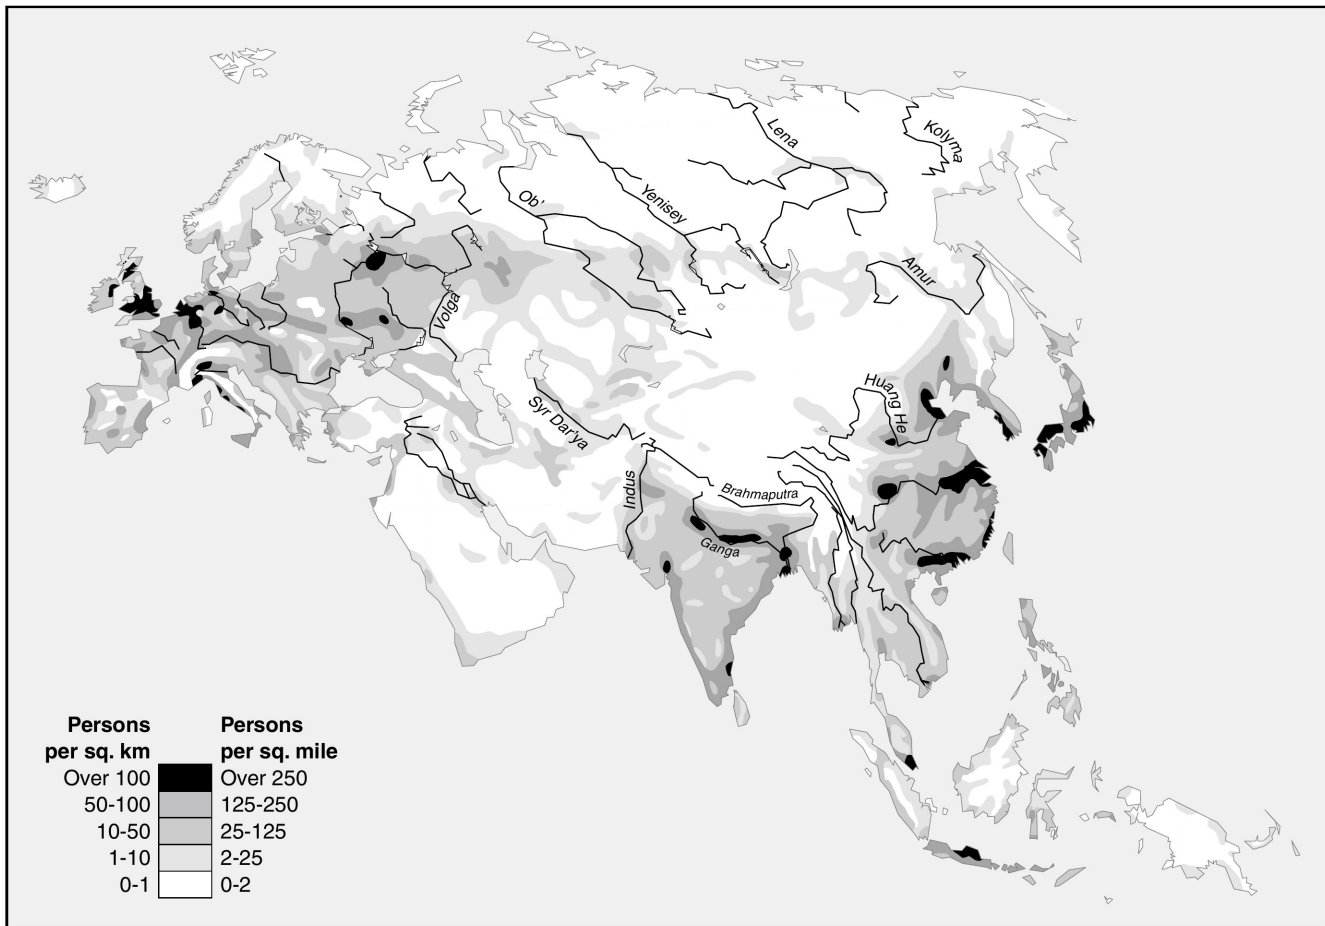 Lena
Kolyma
Ob'
Yenisey
Amur
Volga
Huang He
Syr Dar'ya
Indus
Brahmaputra
Ganga
Persons
per sq. km
Persons
per sq. mile
Over 100 Over 250
50-100 125-250
10-50 25-125
1-10 2-25
0-1 0-2